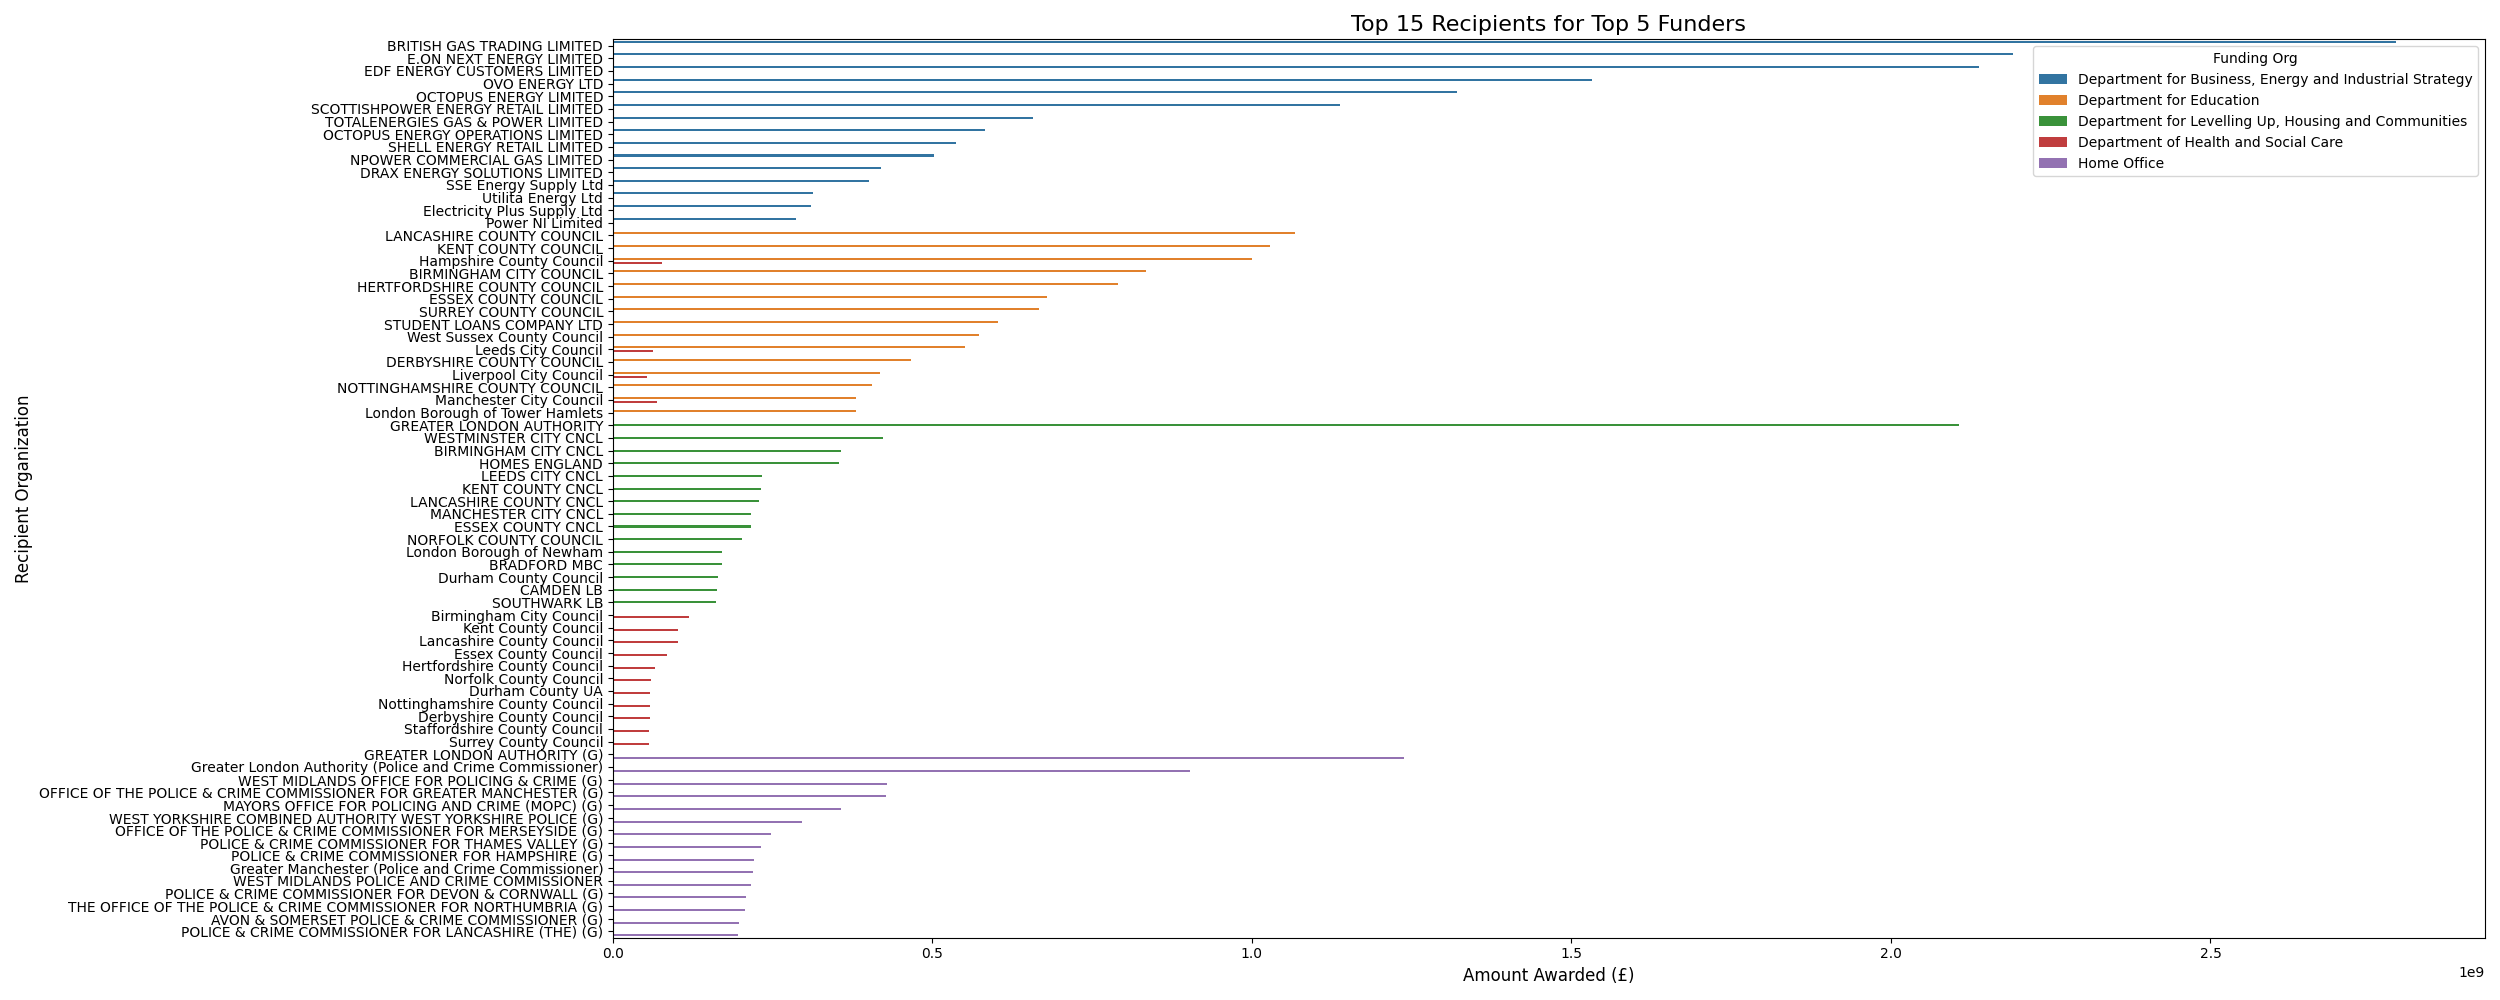 Top 15 Recipients for Top 5 Funders
Funding Org
Department for Business, Energy and Industrial Strategy
Department for Education
Department for Levelling Up, Housing and Communities
Department of Health and Social Care
Home Office
Recipient Organization
BRITISH GAS TRADING LIMITED
E.ON NEXT ENERGY LIMITED
EDF ENERGY CUSTOMERS LIMITED
OVO ENERGY LTD
OCTOPUS ENERGY LIMITED
SCOTTISHPOWER ENERGY RETAIL LIMITED
TOTALENERGIES GAS & POWER LIMITED
OCTOPUS ENERGY OPERATIONS LIMITED
SHELL ENERGY RETAIL LIMITED
NPOWER COMMERCIAL GAS LIMITED
DRAX ENERGY SOLUTIONS LIMITED
SSE Energy Supply Ltd
Utilita Energy Ltd
Electricity Plus Supply Ltd
Power NI Limited
LANCASHIRE COUNTY COUNCIL
KENT COUNTY COUNCIL
Hampshire County Council
BIRMINGHAM CITY COUNCIL
HERTFORDSHIRE COUNTY COUNCIL
ESSEX COUNTY COUNCIL
SURREY COUNTY COUNCIL
STUDENT LOANS COMPANY LTD
West Sussex County Council
Leeds City Council
DERBYSHIRE COUNTY COUNCIL
Liverpool City Council
NOTTINGHAMSHIRE COUNTY COUNCIL
Manchester City Council
London Borough of Tower Hamlets
GREATER LONDON AUTHORITY
WESTMINSTER CITY CNCL
BIRMINGHAM CITY CNCL
HOMES ENGLAND
LEEDS CITY CNCL
KENT COUNTY CNCL
LANCASHIRE COUNTY CNCL
MANCHESTER CITY CNCL
ESSEX COUNTY CNCL
NORFOLK COUNTY COUNCIL
London Borough of Newham
BRADFORD MBC
Durham County Council
CAMDEN LB
SOUTHWARK LB
Birmingham City Council
Kent County Council
Lancashire County Council
Essex County Council
Hertfordshire County Council
Norfolk County Council
Durham County UA
Nottinghamshire County Council
Derbyshire County Council
Staffordshire County Council
Surrey County Council
GREATER LONDON AUTHORITY (G)
Greater London Authority (Police and Crime Commissioner)
WEST MIDLANDS OFFICE FOR POLICING & CRIME (G)
OFFICE OF THE POLICE & CRIME COMMISSIONER FOR GREATER MANCHESTER (G)
MAYORS OFFICE FOR POLICING AND CRIME (MOPC) (G)
WEST YORKSHIRE COMBINED AUTHORITY WEST YORKSHIRE POLICE (G)
OFFICE OF THE POLICE & CRIME COMMISSIONER FOR MERSEYSIDE (G)
POLICE & CRIME COMMISSIONER FOR THAMES VALLEY (G)
POLICE & CRIME COMMISSIONER FOR HAMPSHIRE (G)
Greater Manchester (Police and Crime Commissioner)
WEST MIDLANDS POLICE AND CRIME COMMISSIONER
POLICE & CRIME COMMISSIONER FOR DEVON & CORNWALL (G)
THE OFFICE OF THE POLICE & CRIME COMMISSIONER FOR NORTHUMBRIA (G)
AVON & SOMERSET POLICE & CRIME COMMISSIONER (G)
POLICE & CRIME COMMISSIONER FOR LANCASHIRE (THE) (G)
0.0 0.5 1.0 1.5 2.0 2.5
1e9
Amount Awarded (£)